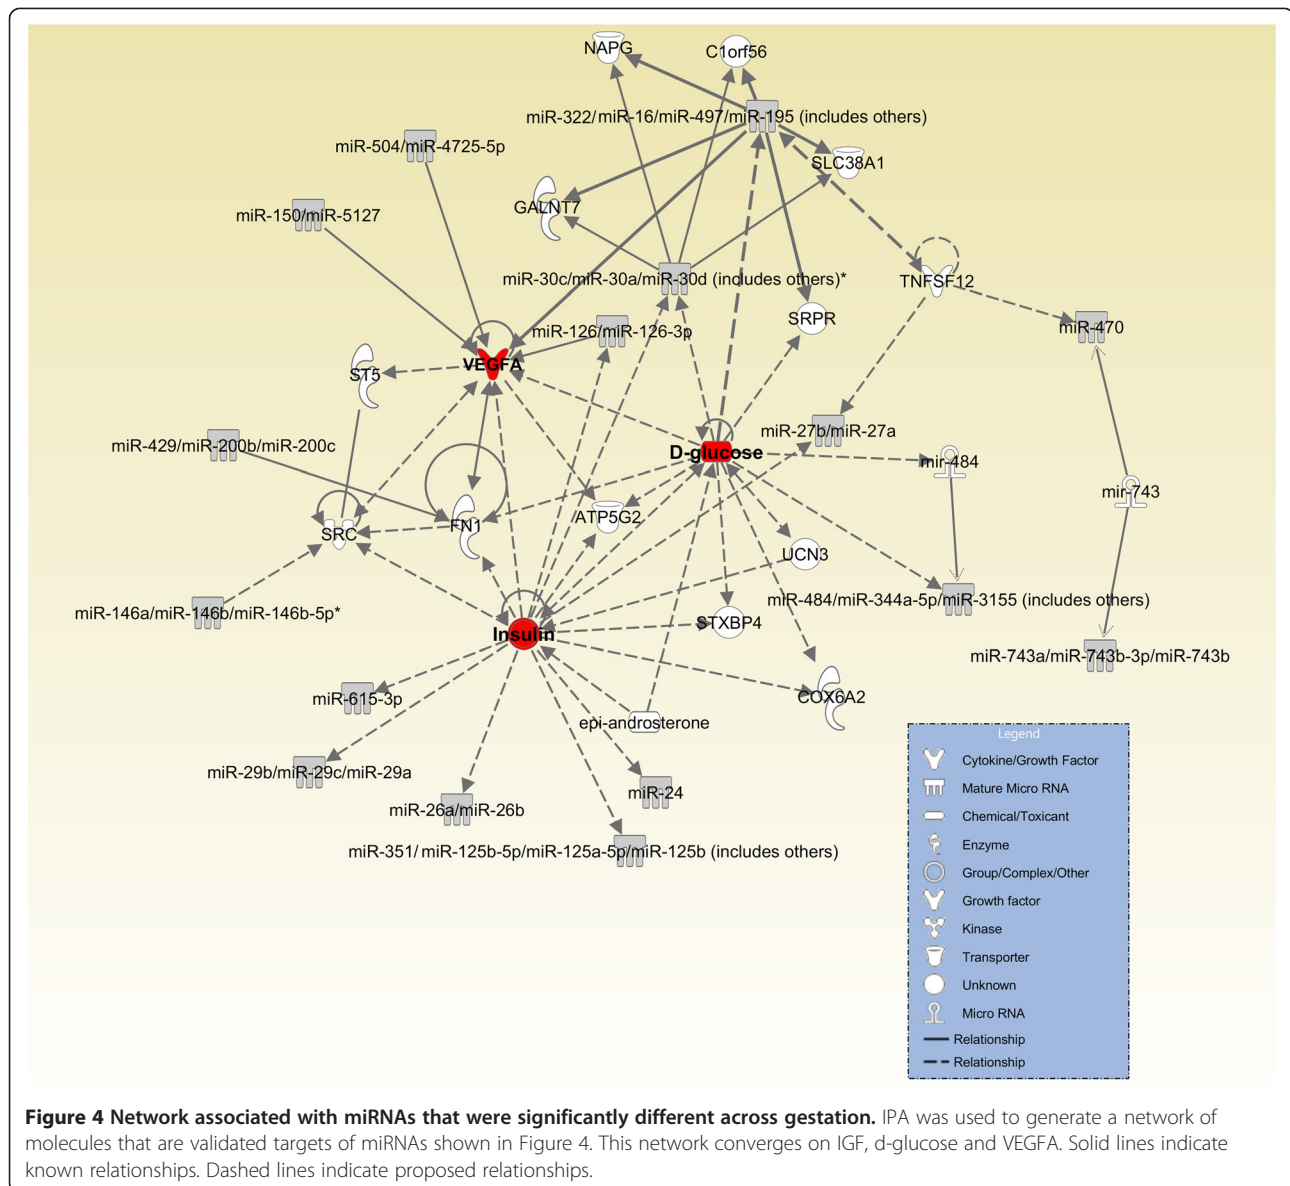 NAPG
C1orf56
miR-322/ miR-16/miR-497/miR-195 (includes others)
miR-504/miR-4725-5p
SLC38A1
GALNT7
miR-150/miR-5127
miR-30c/miR-30a/miR-30d (includes others)*
TNFSF12
SRPR
miR-470
miR-126/miR-126-3p
VEGFA
ST5
miR-27b/miR-27a
miR-429/miR-200b/miR-200c
D-glucose
mir-484
mir-743
FN1
ATP5G2
SRC
UCN3
miR-484/miR-344a-5p/miR-3155 (includes others)
miR-146a/miR-146b/miR-146b-5p*
STXBP4
Insulin
miR-743a/miR-743b-3p/miR-743b
miR-615-3p
COX6A2
epi-androsterone
miR-29b/miR-29c/miR-29a
miR-24
miR-26a/miR-26b
miR-351/ miR-125b-5p/miR-125a-5p/miR-125b (includes others)
Legend
Cytokine/Growth Factor
Mature Micro RNA
Chemical/Toxicant
Enzyme
Group/Complex/Other
Growth factor
Kinase
Transporter
Unknown
Micro RNA
Relationship
Relationship
Figure 4 Network associated with miRNAs that were significantly different across gestation. IPA was used to generate a network of
molecules that are validated targets of miRNAs shown in Figure 4. This network converges on IGF, d-glucose and VEGFA. Solid lines indicate
known relationships. Dashed lines indicate proposed relationships.